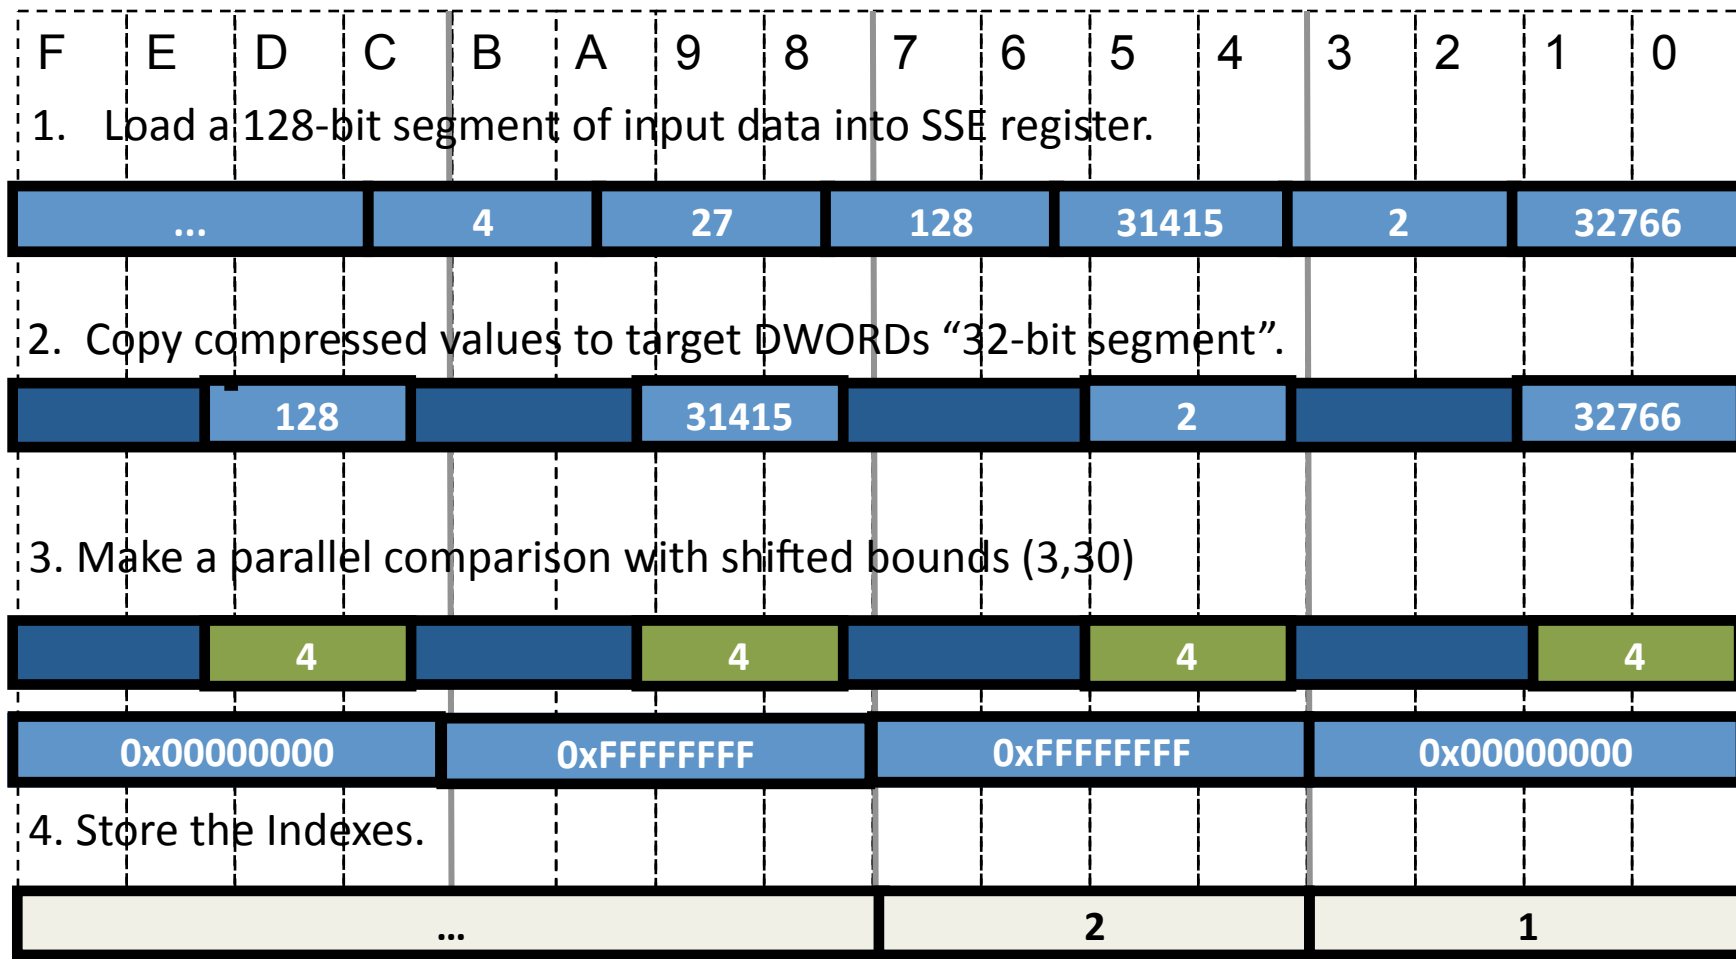 F E D C B A 9 8 7 6 5 4 3 2 1 0
1. Load a 128-bit segment of input data into SSE register.
... 4 27 128 31415 2 32766
2. Copy compressed values to target DWORDs “32-bit segment”.
128 31415 2 32766
3. Make a parallel comparison with shifted bounds (3,30)
4 4 4 4
0x00000000 0xFFFFFFFF 0xFFFFFFFF 0x00000000
4. Store the Indexes.
... 2 1